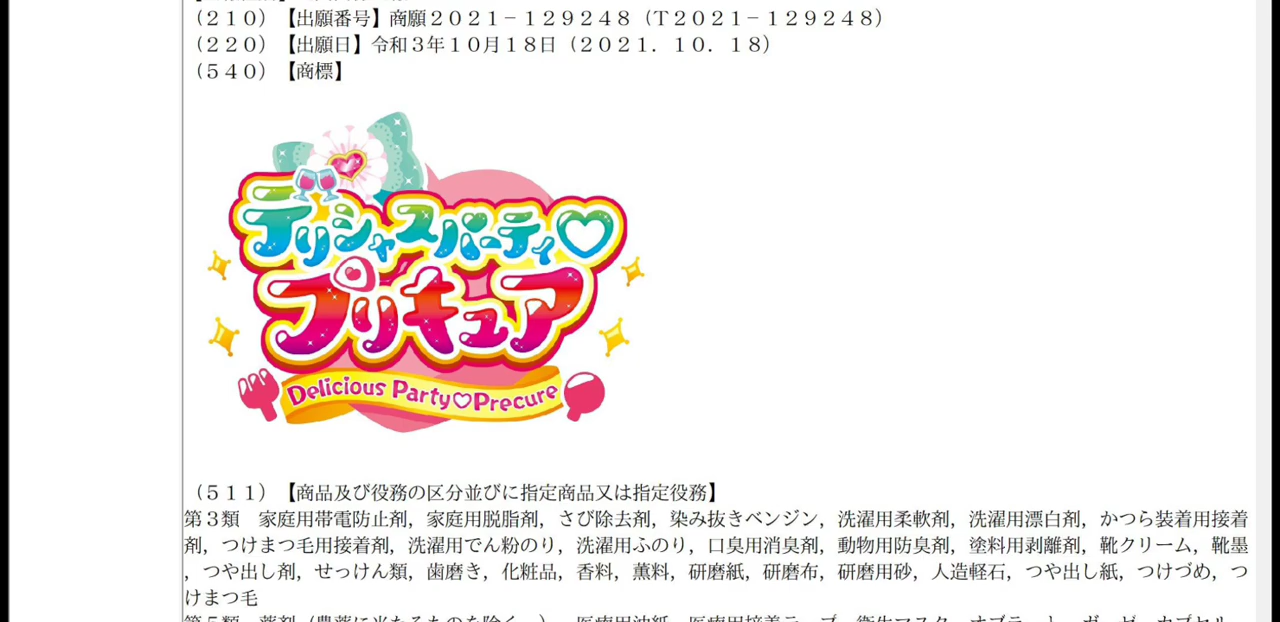 (210)【出願番号】商願2021-129248(T2021-129248)
(220)【出願日】令和3年10月18日(2021.10.18)
(540)【商標】
デリシャスパーティ♡
プリキュア
Delicious Party♡Precure
(511)【商品及び役務の区分並びに指定商品又は指定役務】
第3類 家庭用帯電防止剤,家庭用脱脂剤,さび除去剤,染み抜きベンジン,洗濯用柔軟剤,洗濯用漂白剤,かつら装着用接着
剤,つけまつ毛用接着剤,洗濯用でん粉のり,洗濯用ふのり,口臭用消臭剤,動物用防臭剤,塗料用剥離剤,靴クリーム,靴墨
,つや出し剤,せっけん類,歯磨き,化粧品,香料,薫料,研磨紙,研磨布,研磨用砂,人造軽石,つや出し紙,つけづめ,つ
けまつ毛